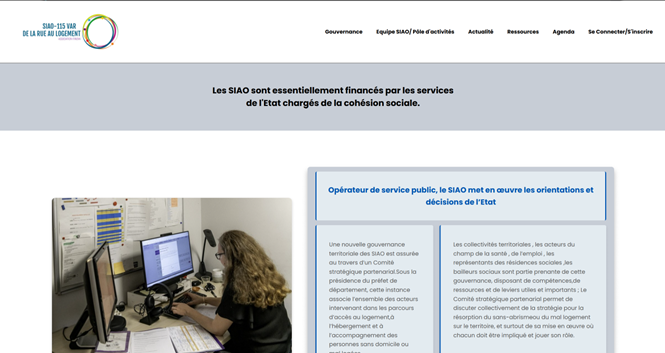 SIAO-115 VAR
DE LA RUE AU LOGEMENT
Gouvernance
Equipe SIAO/ Pôle d'activités
Actualité
Ressources
Agenda
Se Connecter/S'inscrire
Les SIAO sont essentiellement financés par les services
de l'Etat chargés de la cohésion sociale.
Opérateur de service public, le SIAO met en œuvre les orientations et
décisions de l'Etat
Une nouvelle gouvernance
territoriale des SIAO est assurée
au travers d'un Comité
stratégique partenarial.Sous la
présidence du préfet de
département, cette instance
associe l'ensemble des acteurs
intervenant dans les parcours
d'accès au logement,à
l'hébergement et à
l'accompagnement des
personnes sans domicile ou
Les collectivités territoriales , les acteurs du
champ de la santé , de l'emploi , les
représentants des résidences sociales ,les
bailleurs sociaux sont partie prenante de cette
gouvernance, disposant de compétences,de
ressources et de leviers utiles et importants ; Le
Comité stratégique partenarial permet de
discuter collectivement de la stratégie pour la
résorption du sans-abrismeou du mal logement
sur le territoire, et surtout de sa mise en œuvre où
chacun doit être impliqué et jouer son rôle.